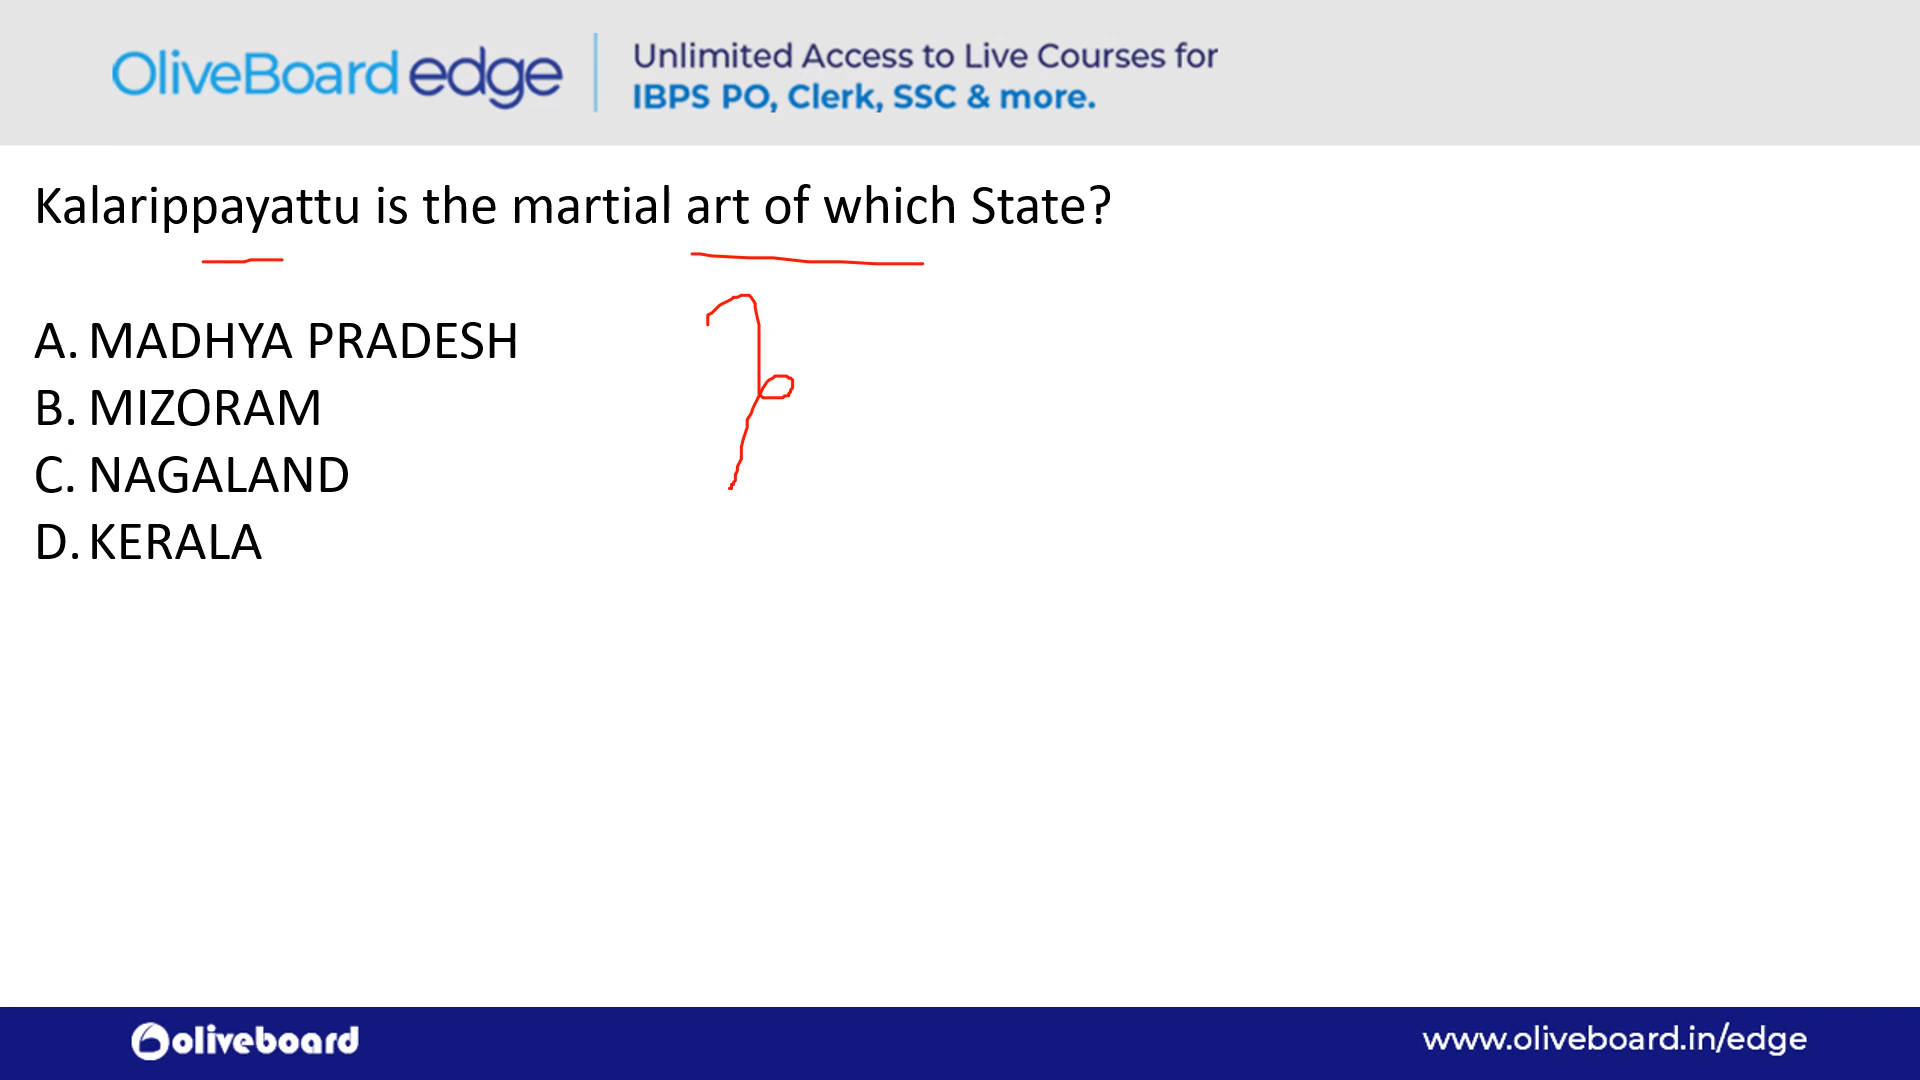 OliveBoard edge
Unlimited Access to Live Courses for
IBPS PO, Clerk, SSC & more.
Kalarippayattu is the martial art of which State?
A. MADHYA PRADESH
B. MIZORAM
C. NAGALAND
D. KERALA
oliveboard
www.oliveboard.in/edge